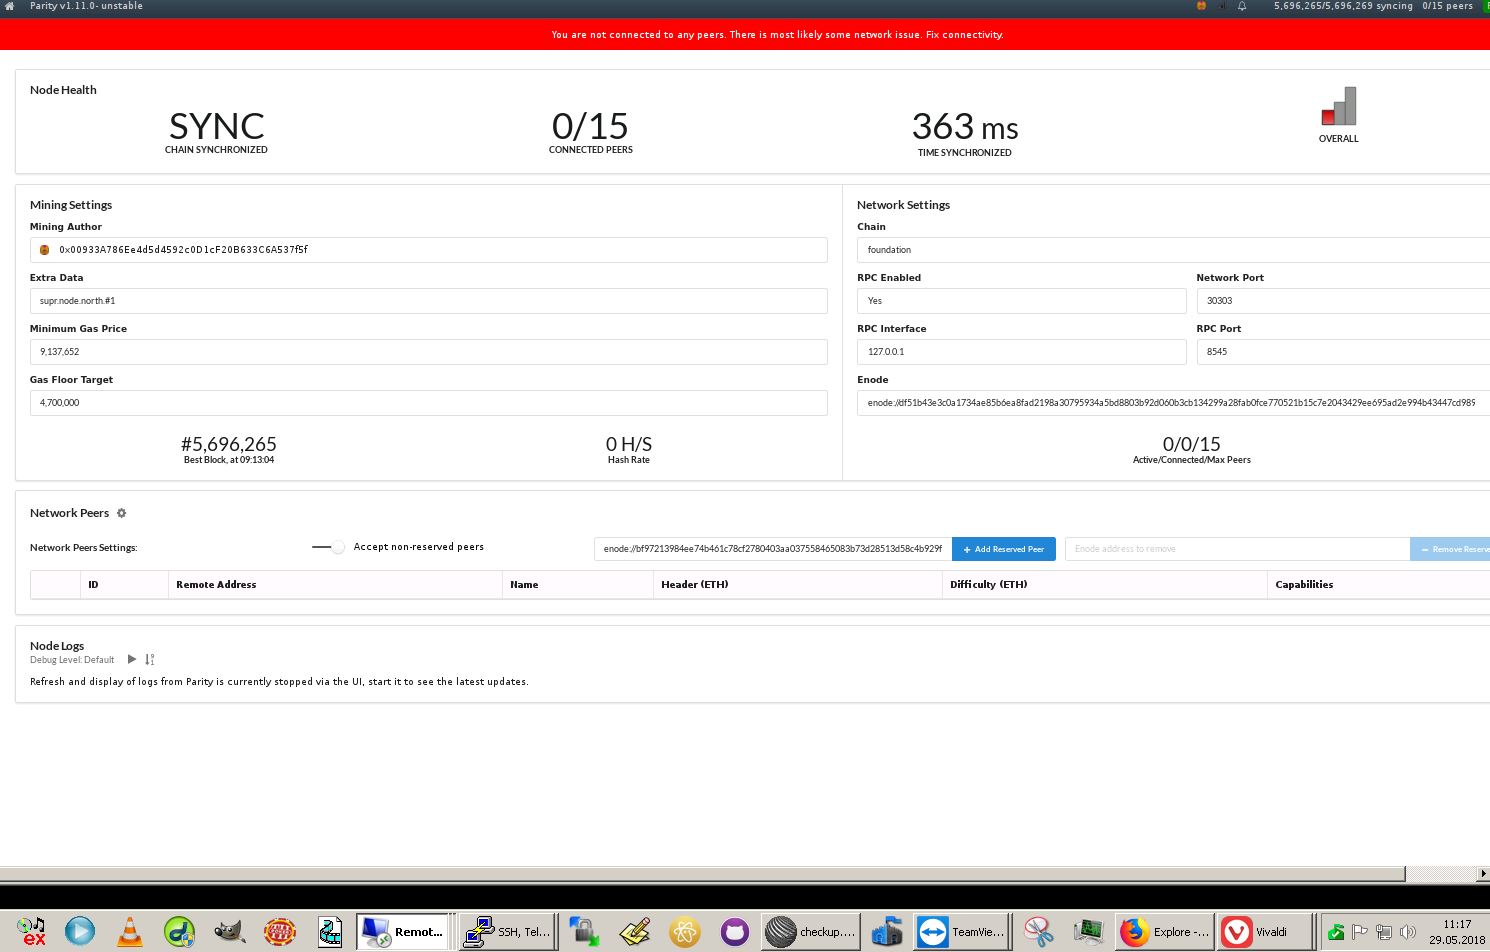 Parity v1.11.0- unstable
5,696,265/5,696,269 syncing 0/15 peers
You are not connected to any peers. There is most likely some network issue. Fix connectivity.
Node Health
SYNC
CHAIN SYNCHRONIZED
0/15
CONNECTED PEERS
363 ms
TIME SYNCHRONIZED
OVERALL
Mining Settings
Mining Author
0x00933A786Ee4d5d4592c0D1cF20B633C6A537f5f
Extra Data
supr.node.north.#1
Minimum Gas Price
9,137,652
Gas Floor Target
4,700,000
#5,696,265
Best Block, at 09:13:04
0 H/S
Hash Rate
Network Settings
Chain
foundation
RPC Enabled
Network Port
Yes
30303
RPC Interface
RPC Port
127.0.0.1
8545
Enode
enode://df51b43e3c0a1734ae85b6ea8fad2198a30795934a5bd8803b92d060b3cb134299a28fab0fce770521b15c7e2043429ee695ad2e994b43447cd989
0/0/15
Active/Connected/Max Peers
Network Peers
Network Peers Settings:
Accept non-reserved peers
enode://bf97213984ee74b461c78cf2780403aa037558465083b73d28513d58c4b929f
+ Add Reserved Peer
Enode address to remove
− Remove Reserve
ID Remote Address Name Header (ETH) Difficulty (ETH) Capabilities
Node Logs
Debug Level: Default
Refresh and display of logs from Parity is currently stopped via the UI, start it to see the latest updates.
ex
Remot...
SSH, Tel...
checkup....
TeamVie...
Explore -...
Vivaldi
11:17
29.05.2018